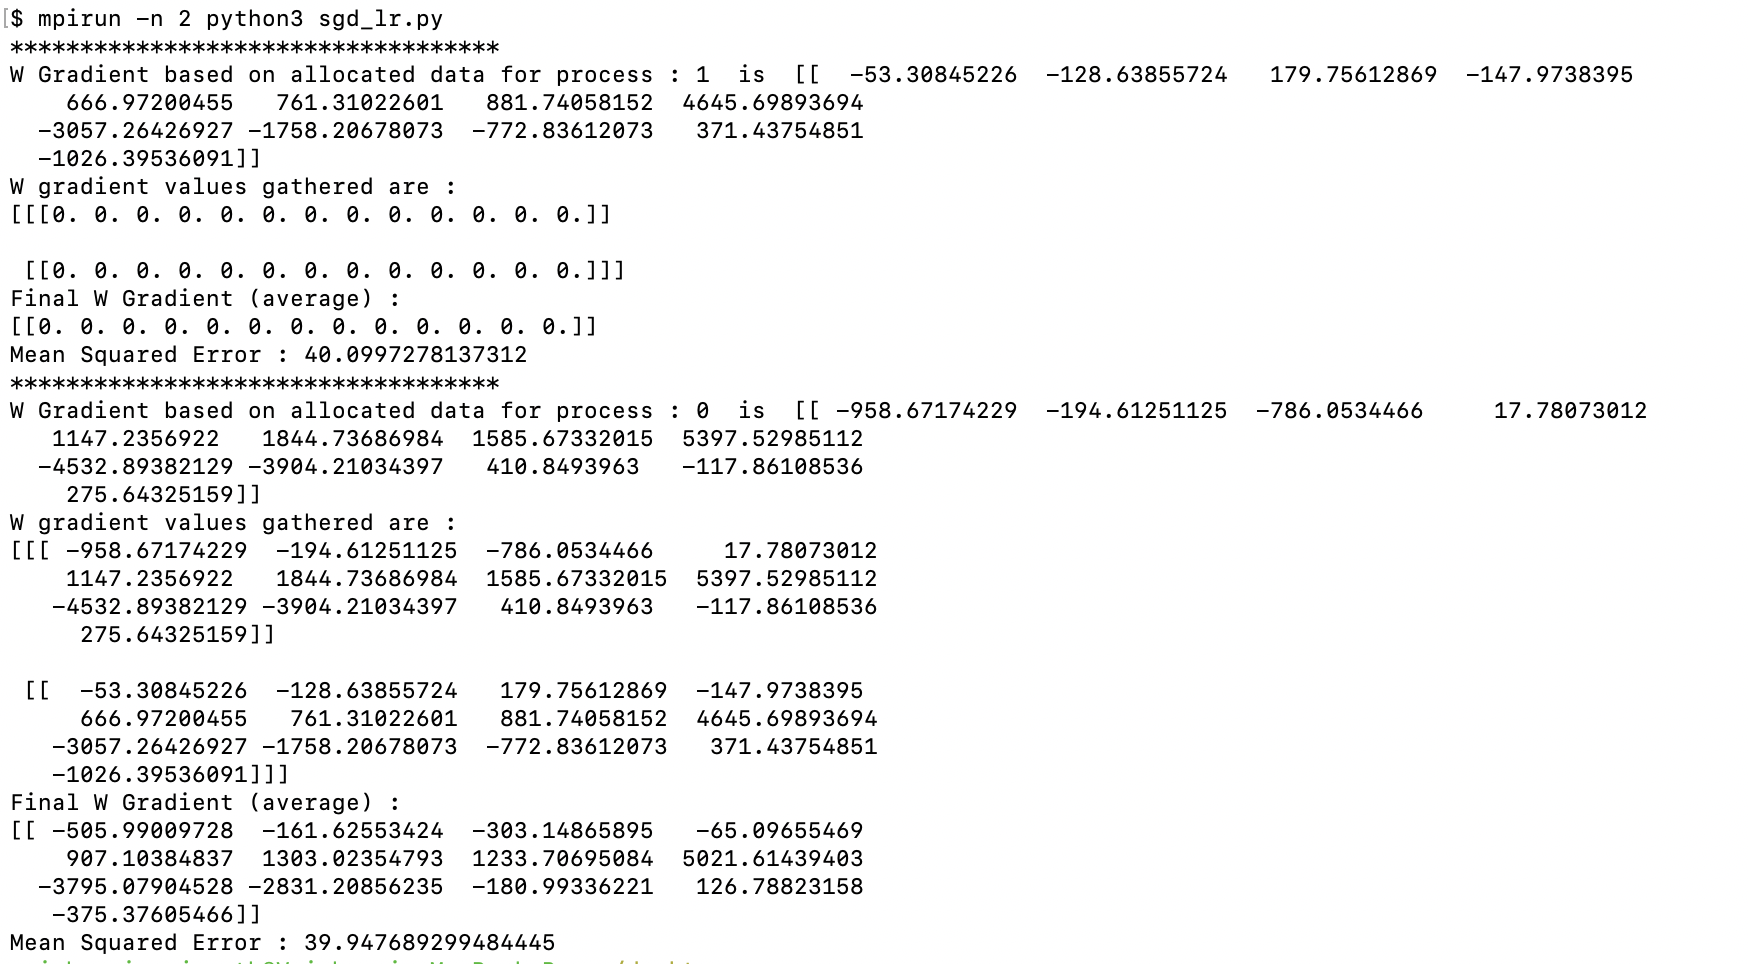 [$ mpirun -n 2 python3 sgd_lr.py
***********************************
W Gradient based on allocated data for process : 1  is  [[  -53.30845226  -128.63855724   179.75612869  -147.9738395
    666.97200455   761.31022601   881.74058152  4645.69893694
  -3057.26426927 -1758.20678073  -772.83612073   371.43754851
  -1026.39536091]]
W gradient values gathered are :
[[[0. 0. 0. 0. 0. 0. 0. 0. 0. 0. 0. 0. 0.]]
 [[0. 0. 0. 0. 0. 0. 0. 0. 0. 0. 0. 0. 0.]]]
Final W Gradient (average) :
[[0. 0. 0. 0. 0. 0. 0. 0. 0. 0. 0. 0. 0.]]
Mean Squared Error : 40.0997278137312
***********************************
W Gradient based on allocated data for process : 0  is  [[ -958.67174229  -194.61251125  -786.0534466     17.78073012
   1147.2356922   1844.73686984  1585.67332015  5397.52985112
  -4532.89382129 -3904.21034397   410.8493963   -117.86108536
    275.64325159]]
W gradient values gathered are :
[[[ -958.67174229  -194.61251125  -786.0534466     17.78073012
    1147.2356922   1844.73686984  1585.67332015  5397.52985112
   -4532.89382129 -3904.21034397   410.8493963   -117.86108536
     275.64325159]]
 [[  -53.30845226  -128.63855724   179.75612869  -147.9738395
     666.97200455   761.31022601   881.74058152  4645.69893694
   -3057.26426927 -1758.20678073  -772.83612073   371.43754851
   -1026.39536091]]]
Final W Gradient (average) :
[[ -505.99009728  -161.62553424  -303.14865895   -65.09655469
    907.10384837  1303.02354793  1233.70695084  5021.61439403
  -3795.07904528 -2831.20856235  -180.99336221   126.78823158
   -375.37605466]]
Mean Squared Error : 39.947689299484445